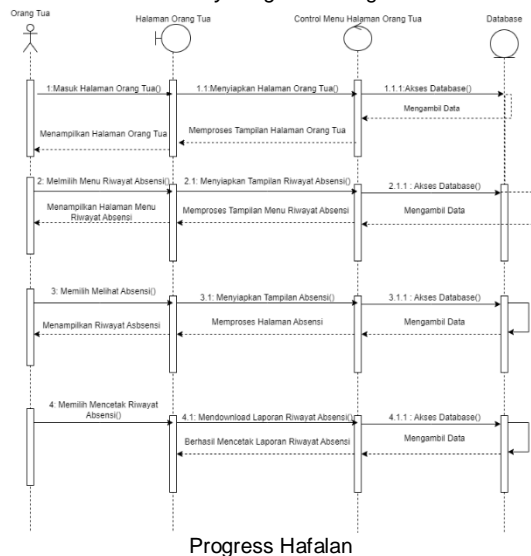 Orang Tua
Halaman Orang Tua
Control Menu Halaman Orang Tua
Database
1:Masuk Halaman Orang Tua()
1.1:Menyiapkan Halaman Orang Tua()
1.1.1:Akses Database()
Mengambil Data
Memproses Tampilan Halaman Orang Tua
Menampilkan Halaman Orang Tua
2: Melmilih Menu Riwayat Absensi()
2.1: Menyiapkan Tampilan Riwayat Absensi()
2.1.1 : Akses Database()
Menampilkan Halaman Menu
Riwayat Absensi
Memproses Tampilan Menu Riwayat Absensi
Mengambil Data
3: Memilih Melihat Absensi()
3.1: Menyiapkan Tampilan Absensi()
3.1.1 : Akses Database()
Menampilkan Riwayat Asbsensi
Memproses Halaman Absensi
Mengambil Data
4: Memilih Mencetak Riwayat
Absensi()
4.1: Mendownload Laporan Riwayat Absensi()
4.1.1 : Akses Database()
Berhasil Mencetak Laporan Riwayat Absensi
Mengambil Data
Progress Hafalan